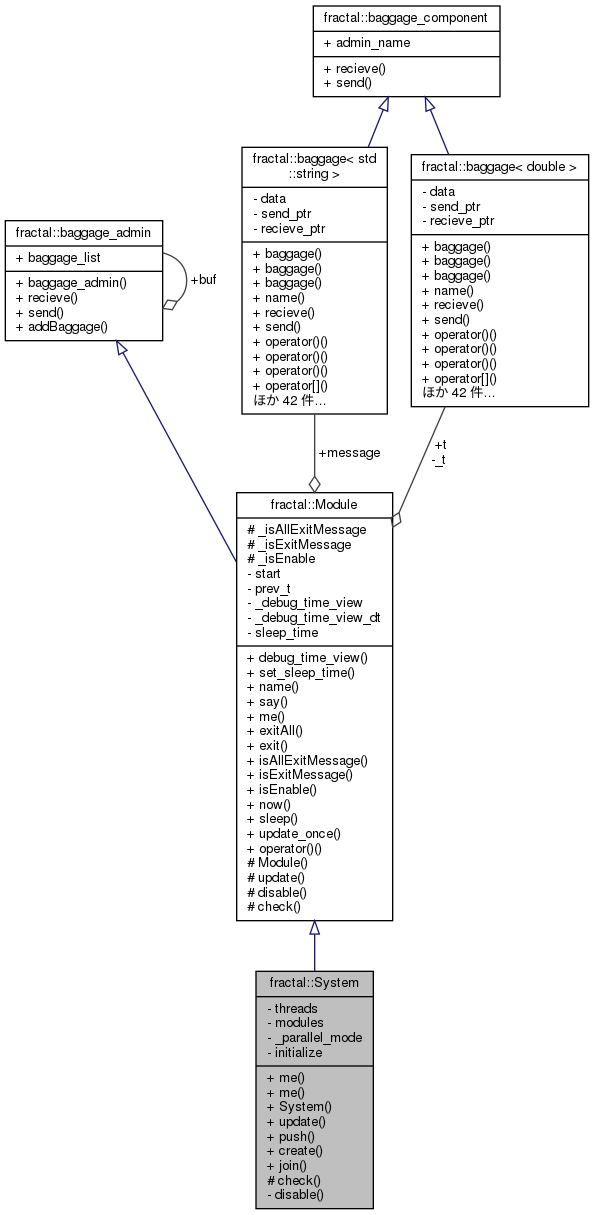 fractal::baggage_component
+ admin_name
+ recieve()
+ send()
fractal::baggage< std
::string >
- data
- send_ptr
- recieve_ptr
+ baggage()
+ baggage()
+ baggage()
+ name()
+ recieve()
+ send()
+ operator()()
+ operator()()
+ operator()()
+ operator[]()
ほか 42 件...
fractal::baggage< double >
- data
- send_ptr
- recieve_ptr
+ baggage()
+ baggage()
+ baggage()
+ name()
+ recieve()
+ send()
+ operator()()
+ operator()()
+ operator()()
+ operator[]()
ほか 42 件...
fractal::baggage_admin
+ baggage_list
+ baggage_admin()
+ recieve()
+ send()
+ addBaggage()
+buf
+message
+t
-_t
fractal::Module
# _isAllExitMessage
# _isExitMessage
# _isEnable
- start
- prev_t
- _debug_time_view
- _debug_time_view_dt
- sleep_time
+ debug_time_view()
+ set_sleep_time()
+ name()
+ say()
+ me()
+ exitAll()
+ exit()
+ isAllExitMessage()
+ isExitMessage()
+ isEnable()
+ now()
+ sleep()
+ update_once()
+ operator()()
# Module()
# update()
# disable()
# check()
fractal::System
- threads
- modules
- _parallel_mode
- initialize
+ me()
+ me()
+ System()
+ update()
+ push()
+ create()
+ join()
# check()
- disable()